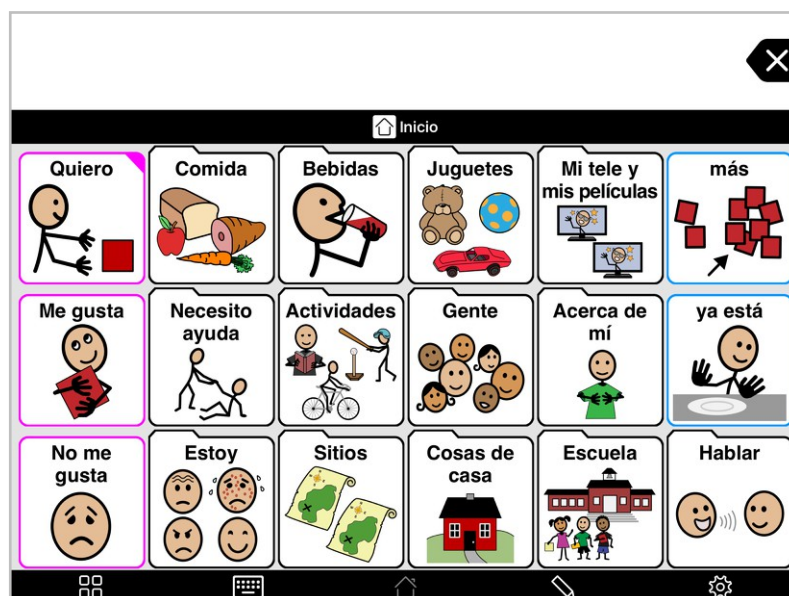 Inicio
Quiero
Comida
Bebidas
Juguetes
Mi tele y
mis películas
más
Me gusta
Necesito
ayuda
Actividades
Gente
Acerca de
mí
ya está
No me
gusta
Estoy
Sitios
Cosas de
casa
Escuela
Hablar